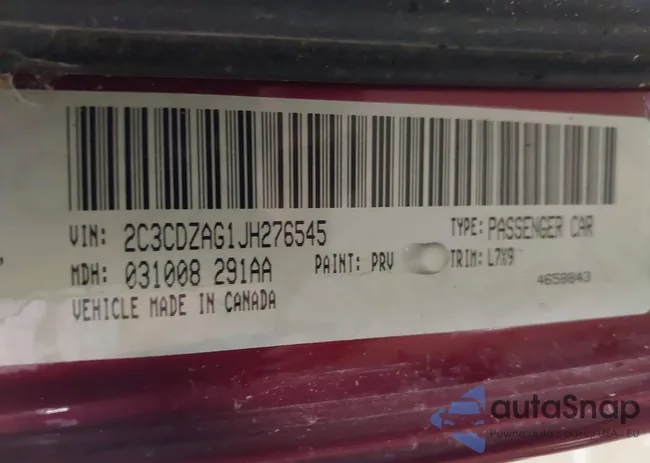 VIN: 2C3CDZAG1JH276545 TYPE: PASSENGER CAR
MDH: 031008 291AA PAINT: PRV TRIM: L7X9
4658843
VEHICLE MADE IN CANADA
autoSnap